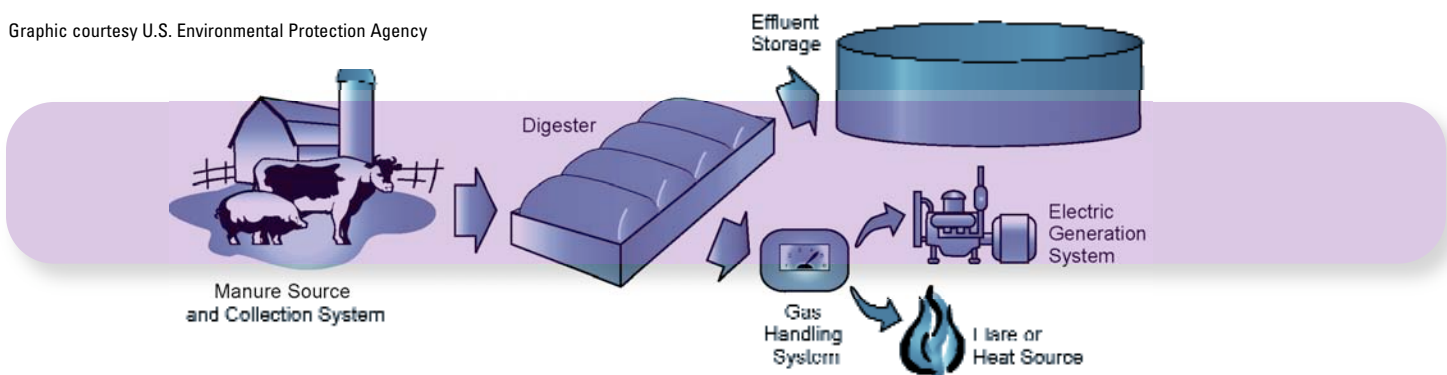 Graphic courtesy U.S. Environmental Protection Agency
Effluent
Storage
Digester
Electric
Generation
System
Manure Source
and Collection System
Gas
Handling
System
Flare or
Heat Source